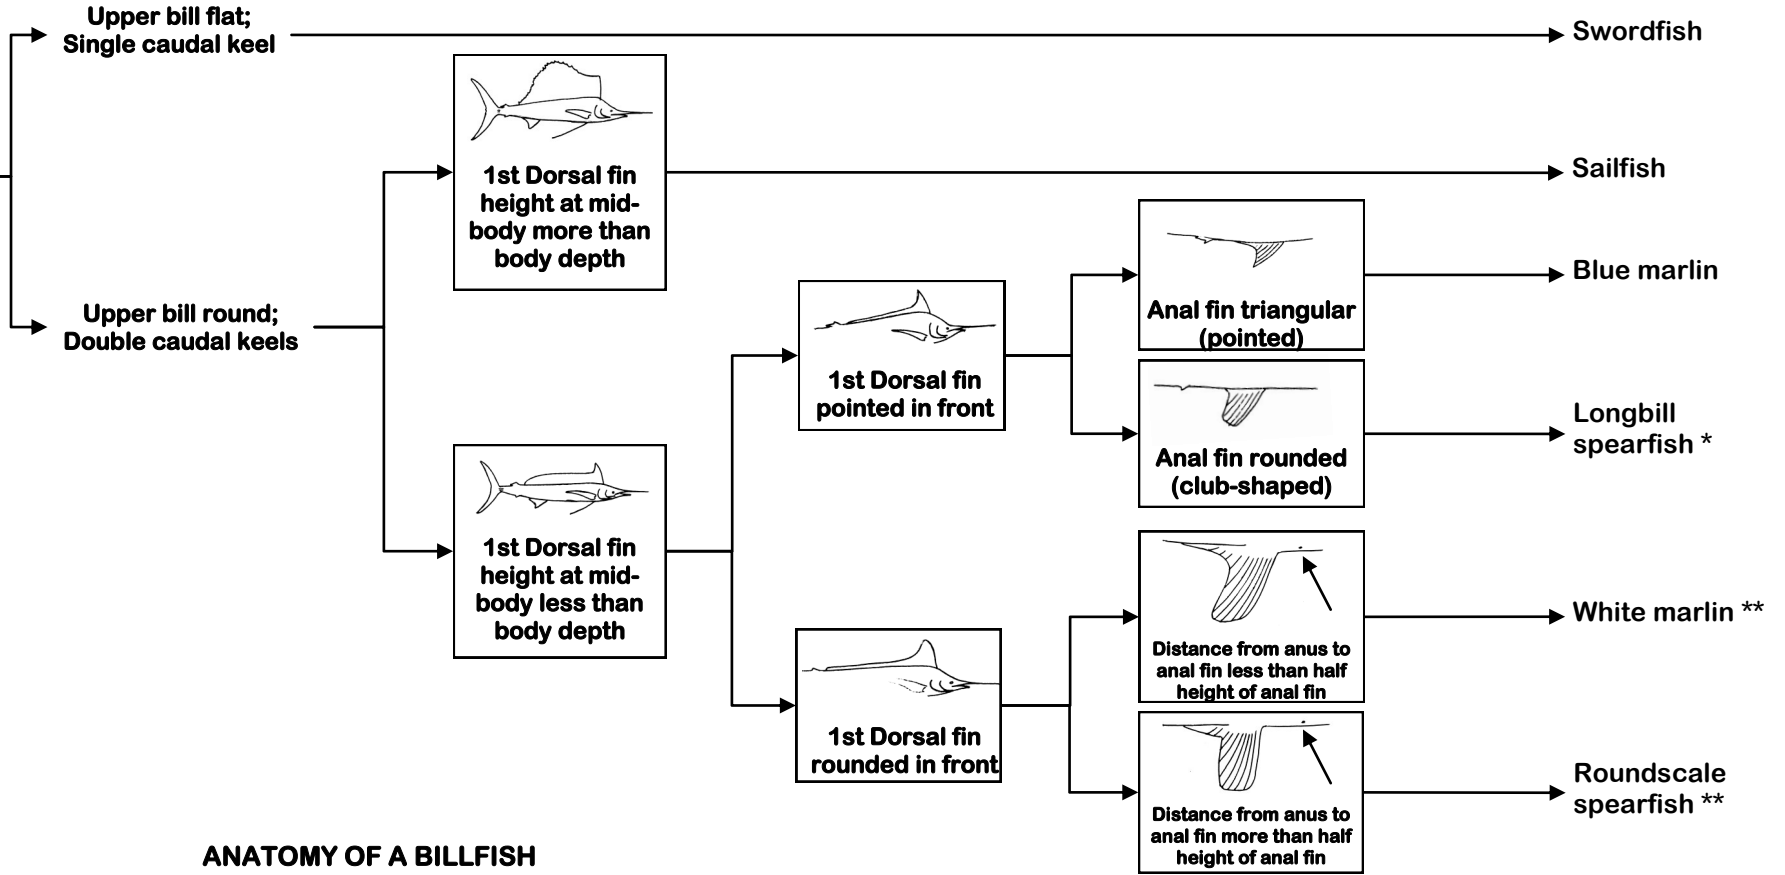 Upper bill flat;
Single caudal keel
Swordfish
1st Dorsal fin
height at mid-
body more than
body depth
Sailfish
Upper bill round;
Double caudal keels
1st Dorsal fin
height at mid-
body less than
body depth
1st Dorsal fin
pointed in front
Anal fin triangular
(pointed)
Blue marlin
Anal fin rounded
(club-shaped)
Longbill
spearfish *
1st Dorsal fin
rounded in front
Distance from anus to
anal fin less than half
height of anal fin
White marlin **
Distance from anus to
anal fin more than half
height of anal fin
Roundscale
spearfish **
ANATOMY OF A BILLFISH